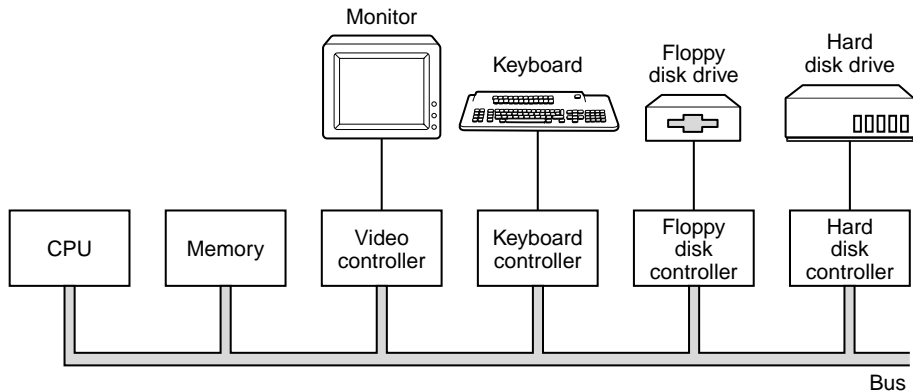 Monitor
Keyboard
Floppy
disk drive
Hard
disk drive
CPU
Memory
Video
controller
Keyboard
controller
Floppy
disk
controller
Hard
disk
controller
Bus